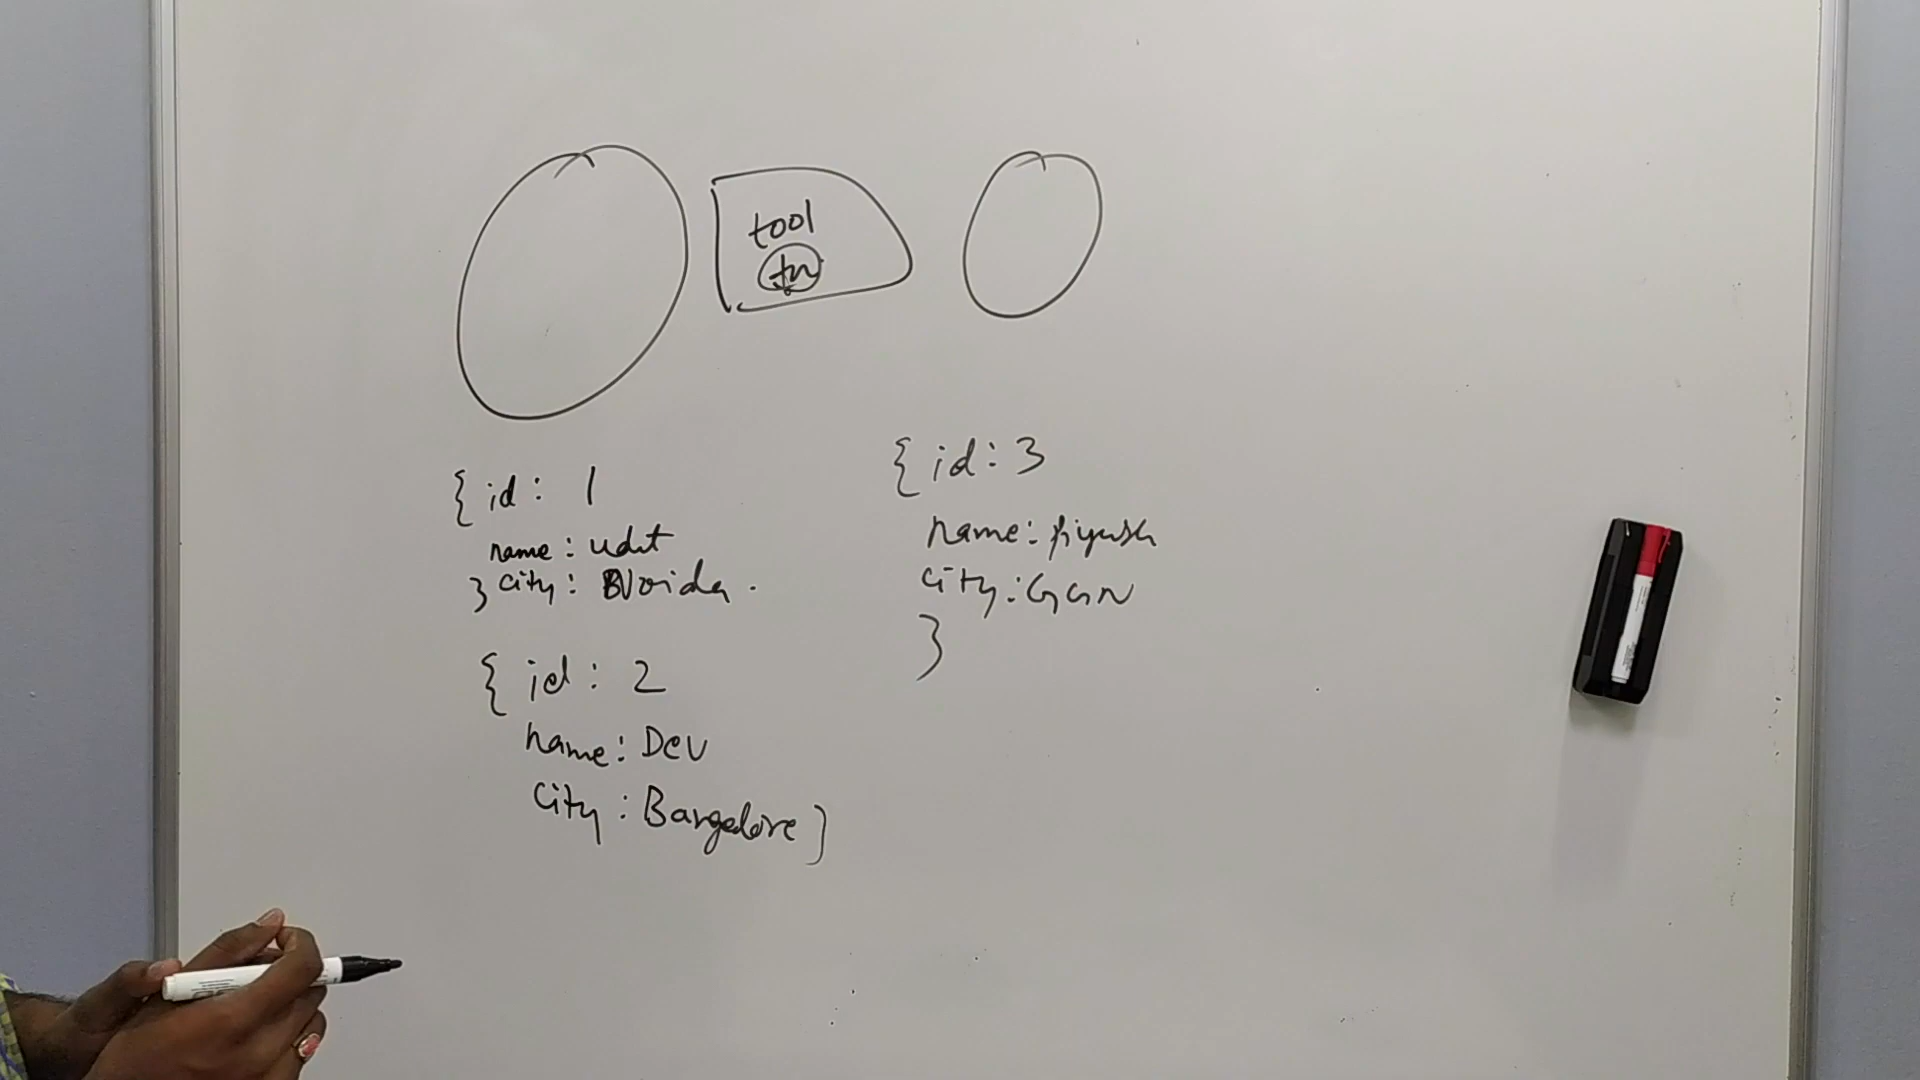 tool
fn
{ id : 1
name : udit
} city : Noida .
{ id : 2
name : Dev
city : Bangalore }
{ id : 3
name : piyush
city : GGN
}